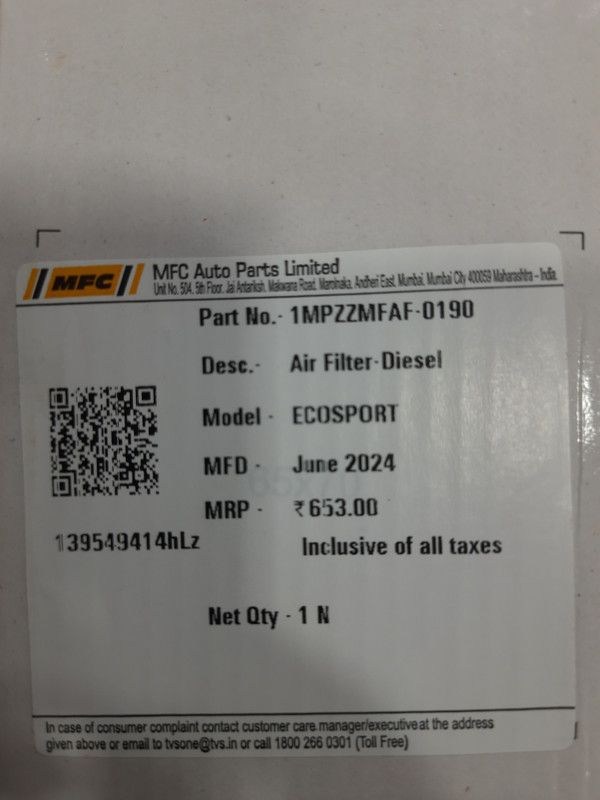 MFC
MFC Auto Parts Limited
Unit No. 504, 5th Floor, Jai Antariksh, Makwana Road, Maroshaka, Andheri East, Mumbai, Mumbai City 400059 Maharashtra - India.
Part No.- 1MPZZMFAF-0190
Desc.- Air Filter-Diesel
Model - ECOSPORT
MFD - June 2024
MRP - ₹653.00
139549414hLz
Inclusive of all taxes
Net Qty - 1 N
In case of consumer complaint contact customer care manager/executive at the address
given above or email to tvsone@tvs.in or call 1800 266 0301 (Toll Free)